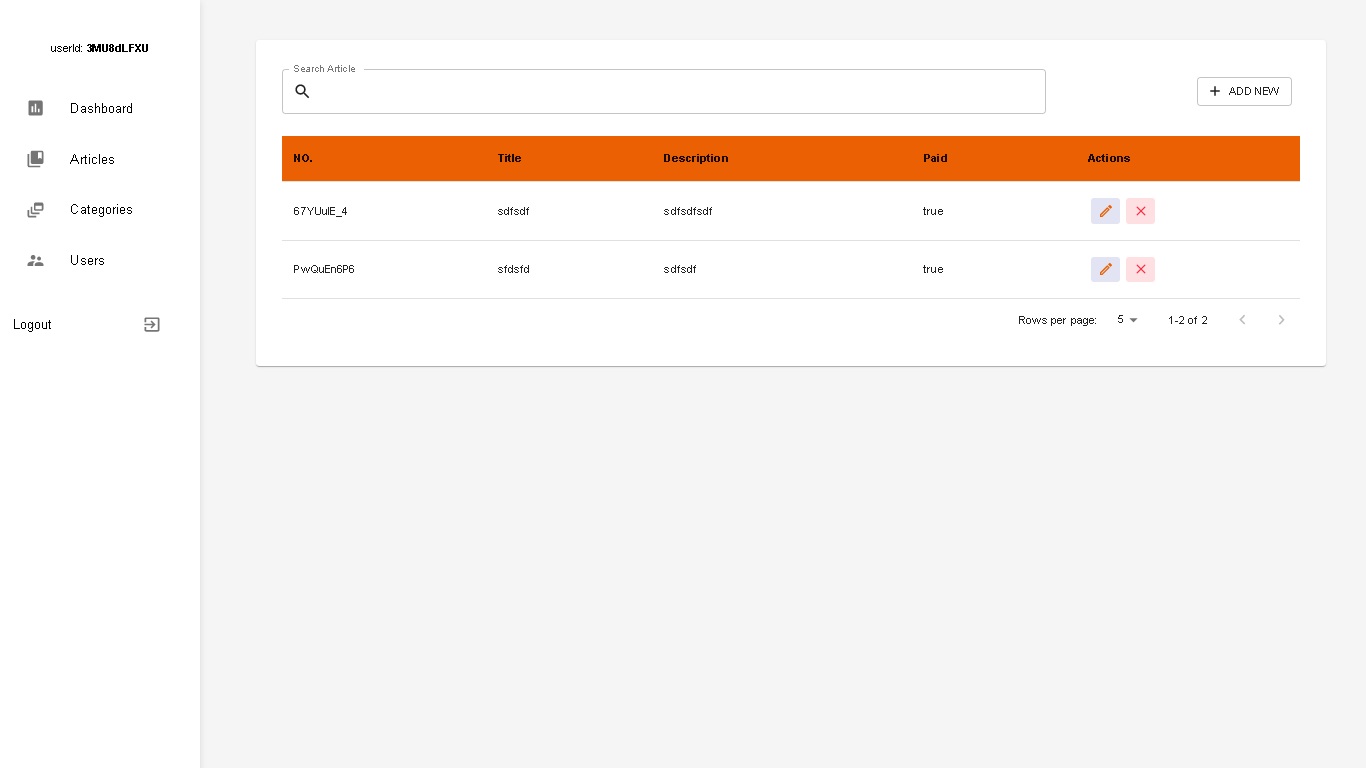 userId: 3MU8dLFXU
Dashboard
Articles
Categories
Users
Logout
Search Article
ADD NEW
NO. Title Description Paid Actions
67YUulE_4 sdfsdf sdfsdfsdf true
PwQuEn6P6 sfdsfd sdfsdf true
Rows per page: 5 1-2 of 2